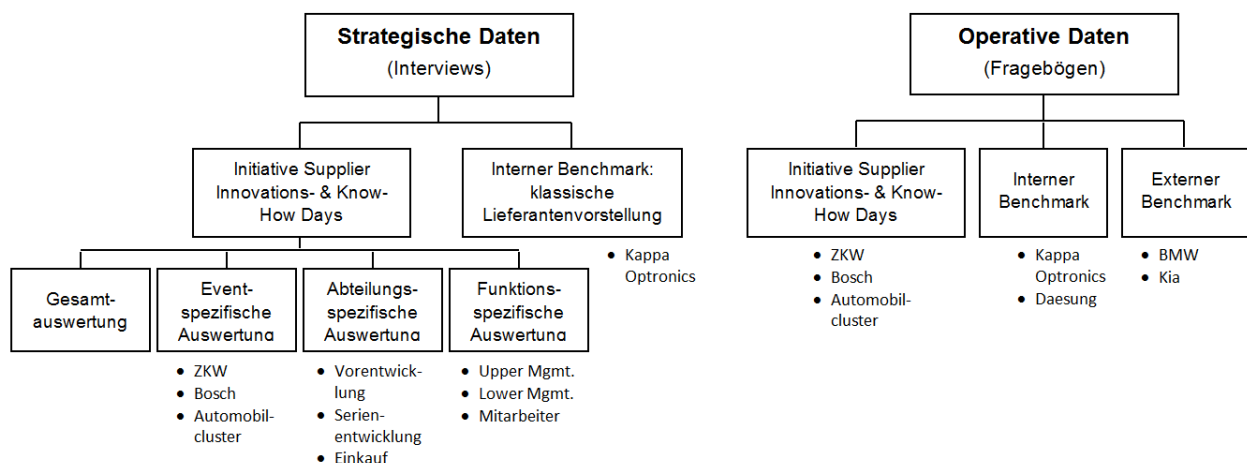 Strategische Daten
(Interviews)
Operative Daten
(Fragebögen)
Initiative Supplier
Innovations- & Know-
How Days
Interner Benchmark:
klassische
Lieferantenvorstellung
• Kappa
Optronics
Initiative Supplier
Innovations- & Know-
How Days
Interner
Benchmark
Externer
Benchmark
• ZKW
• Bosch
• Automobil-
cluster
• Kappa
Optronics
• Daesung
• BMW
• Kia
Gesamt-
auswertung
Event-
spezifische
Auswertung
Abteilungs-
spezifische
Auswertung
Funktions-
spezifische
Auswertung
• ZKW
• Bosch
• Automobil-
cluster
• Vorentwick-
lung
• Serien-
entwicklung
• Einkauf
• Upper Mgmt.
• Lower Mgmt.
• Mitarbeiter